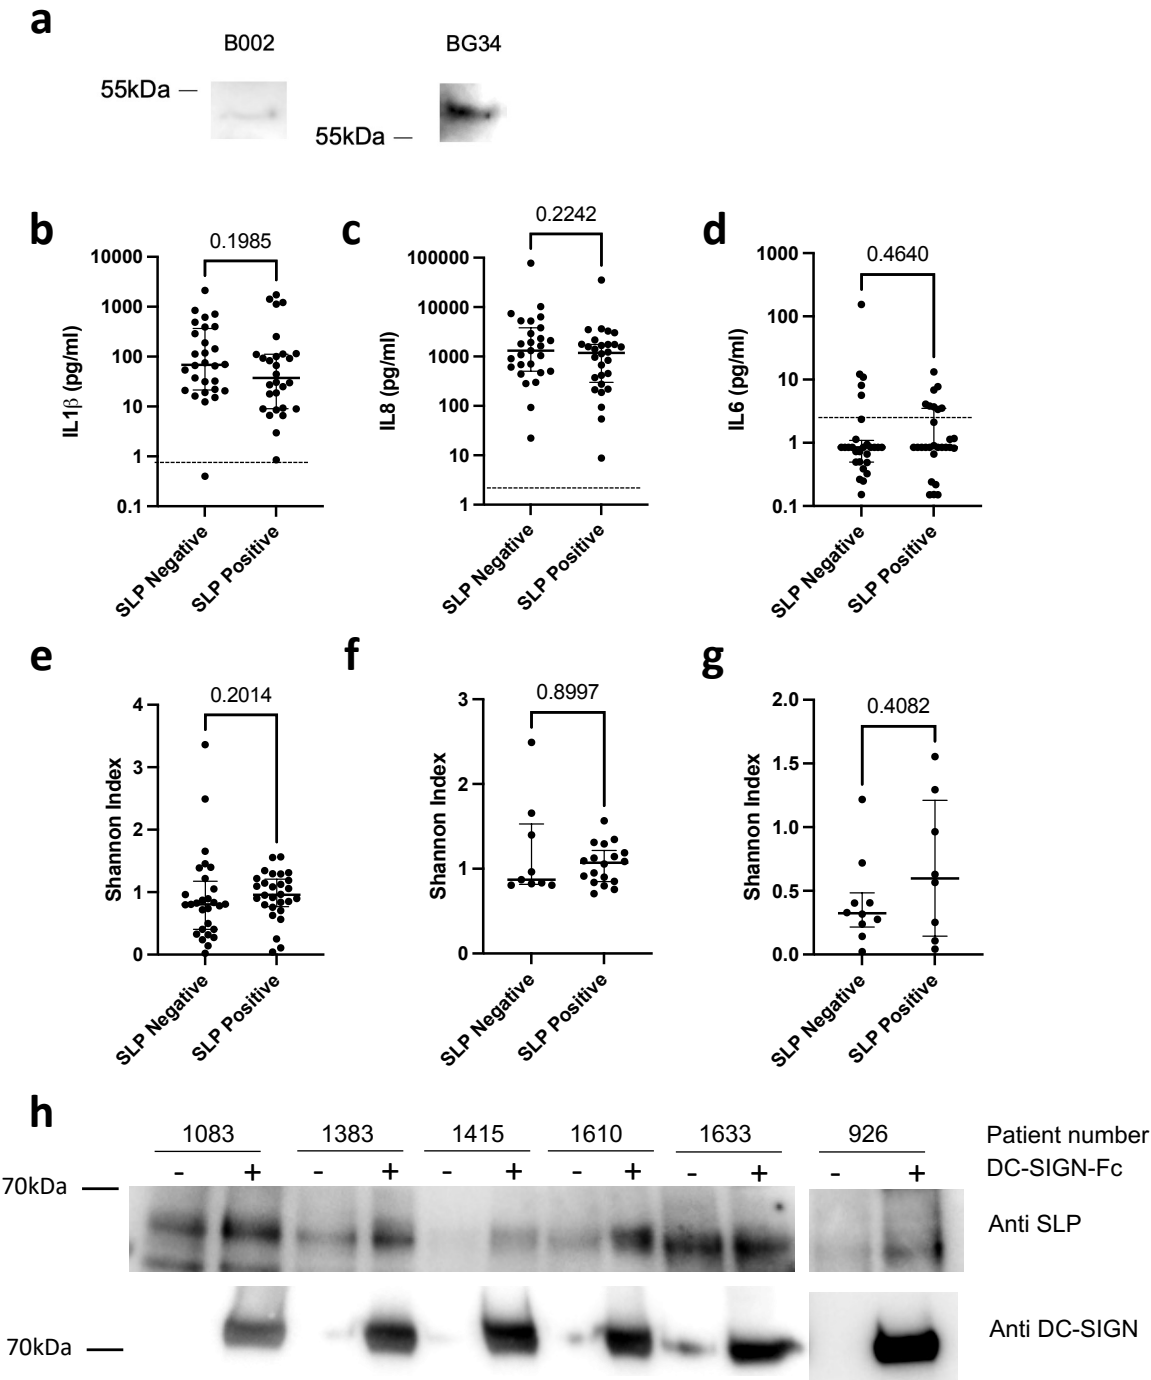 a
B002 BG34
55kDa
55kDa
b c d
0.1985 0.2242 0.4640
10000
1000
100
10
1
0.1
IL1β (pg/ml)
SLP Negative
SLP Positive
100000
10000
1000
100
10
1
IL8 (pg/ml)
SLP Negative
SLP Positive
1000
100
10
1
0.1
IL6 (pg/ml)
SLP Negative
SLP Positive
e f g
0.2014 0.8997 0.4082
4
3
2
1
0
Shannon Index
SLP Negative
SLP Positive
3
2
1
0
Shannon Index
SLP Negative
SLP Positive
2.0
1.5
1.0
0.5
0.0
Shannon Index
SLP Negative
SLP Positive
h
1083 1383 1415 1610 1633 926 Patient number
- + - + - + - + - + - + DC-SIGN-Fc
70kDa
Anti SLP
70kDa
Anti DC-SIGN